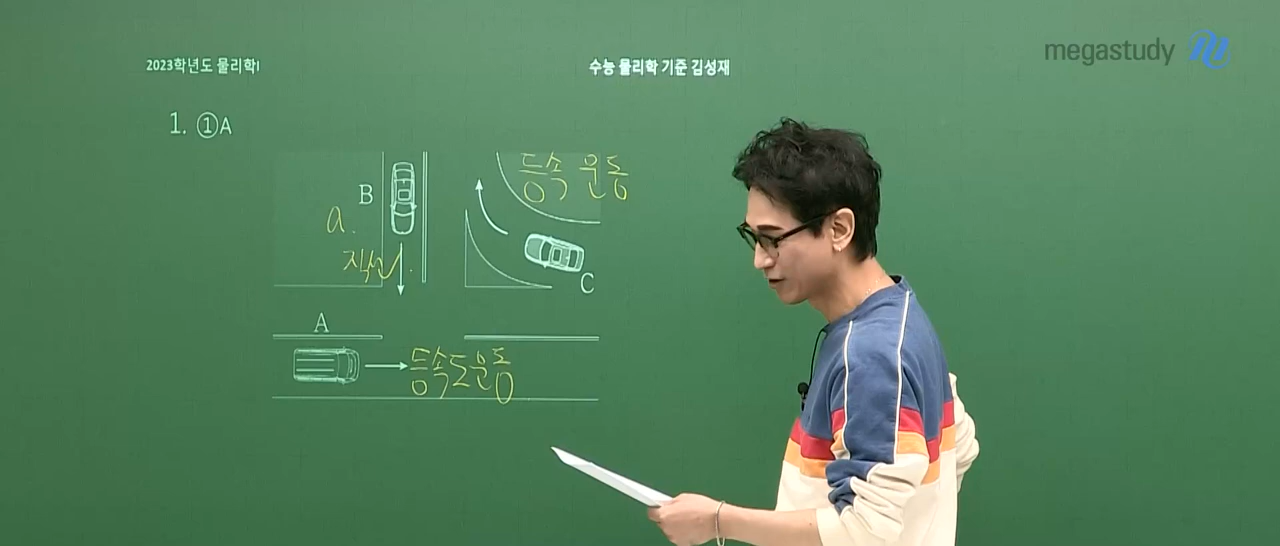 2023학년도 물리학I
수능 물리학 기준 김성재
megastudy
1. ①A
등속 운동
B
a.
직선
C
A
등속도운동